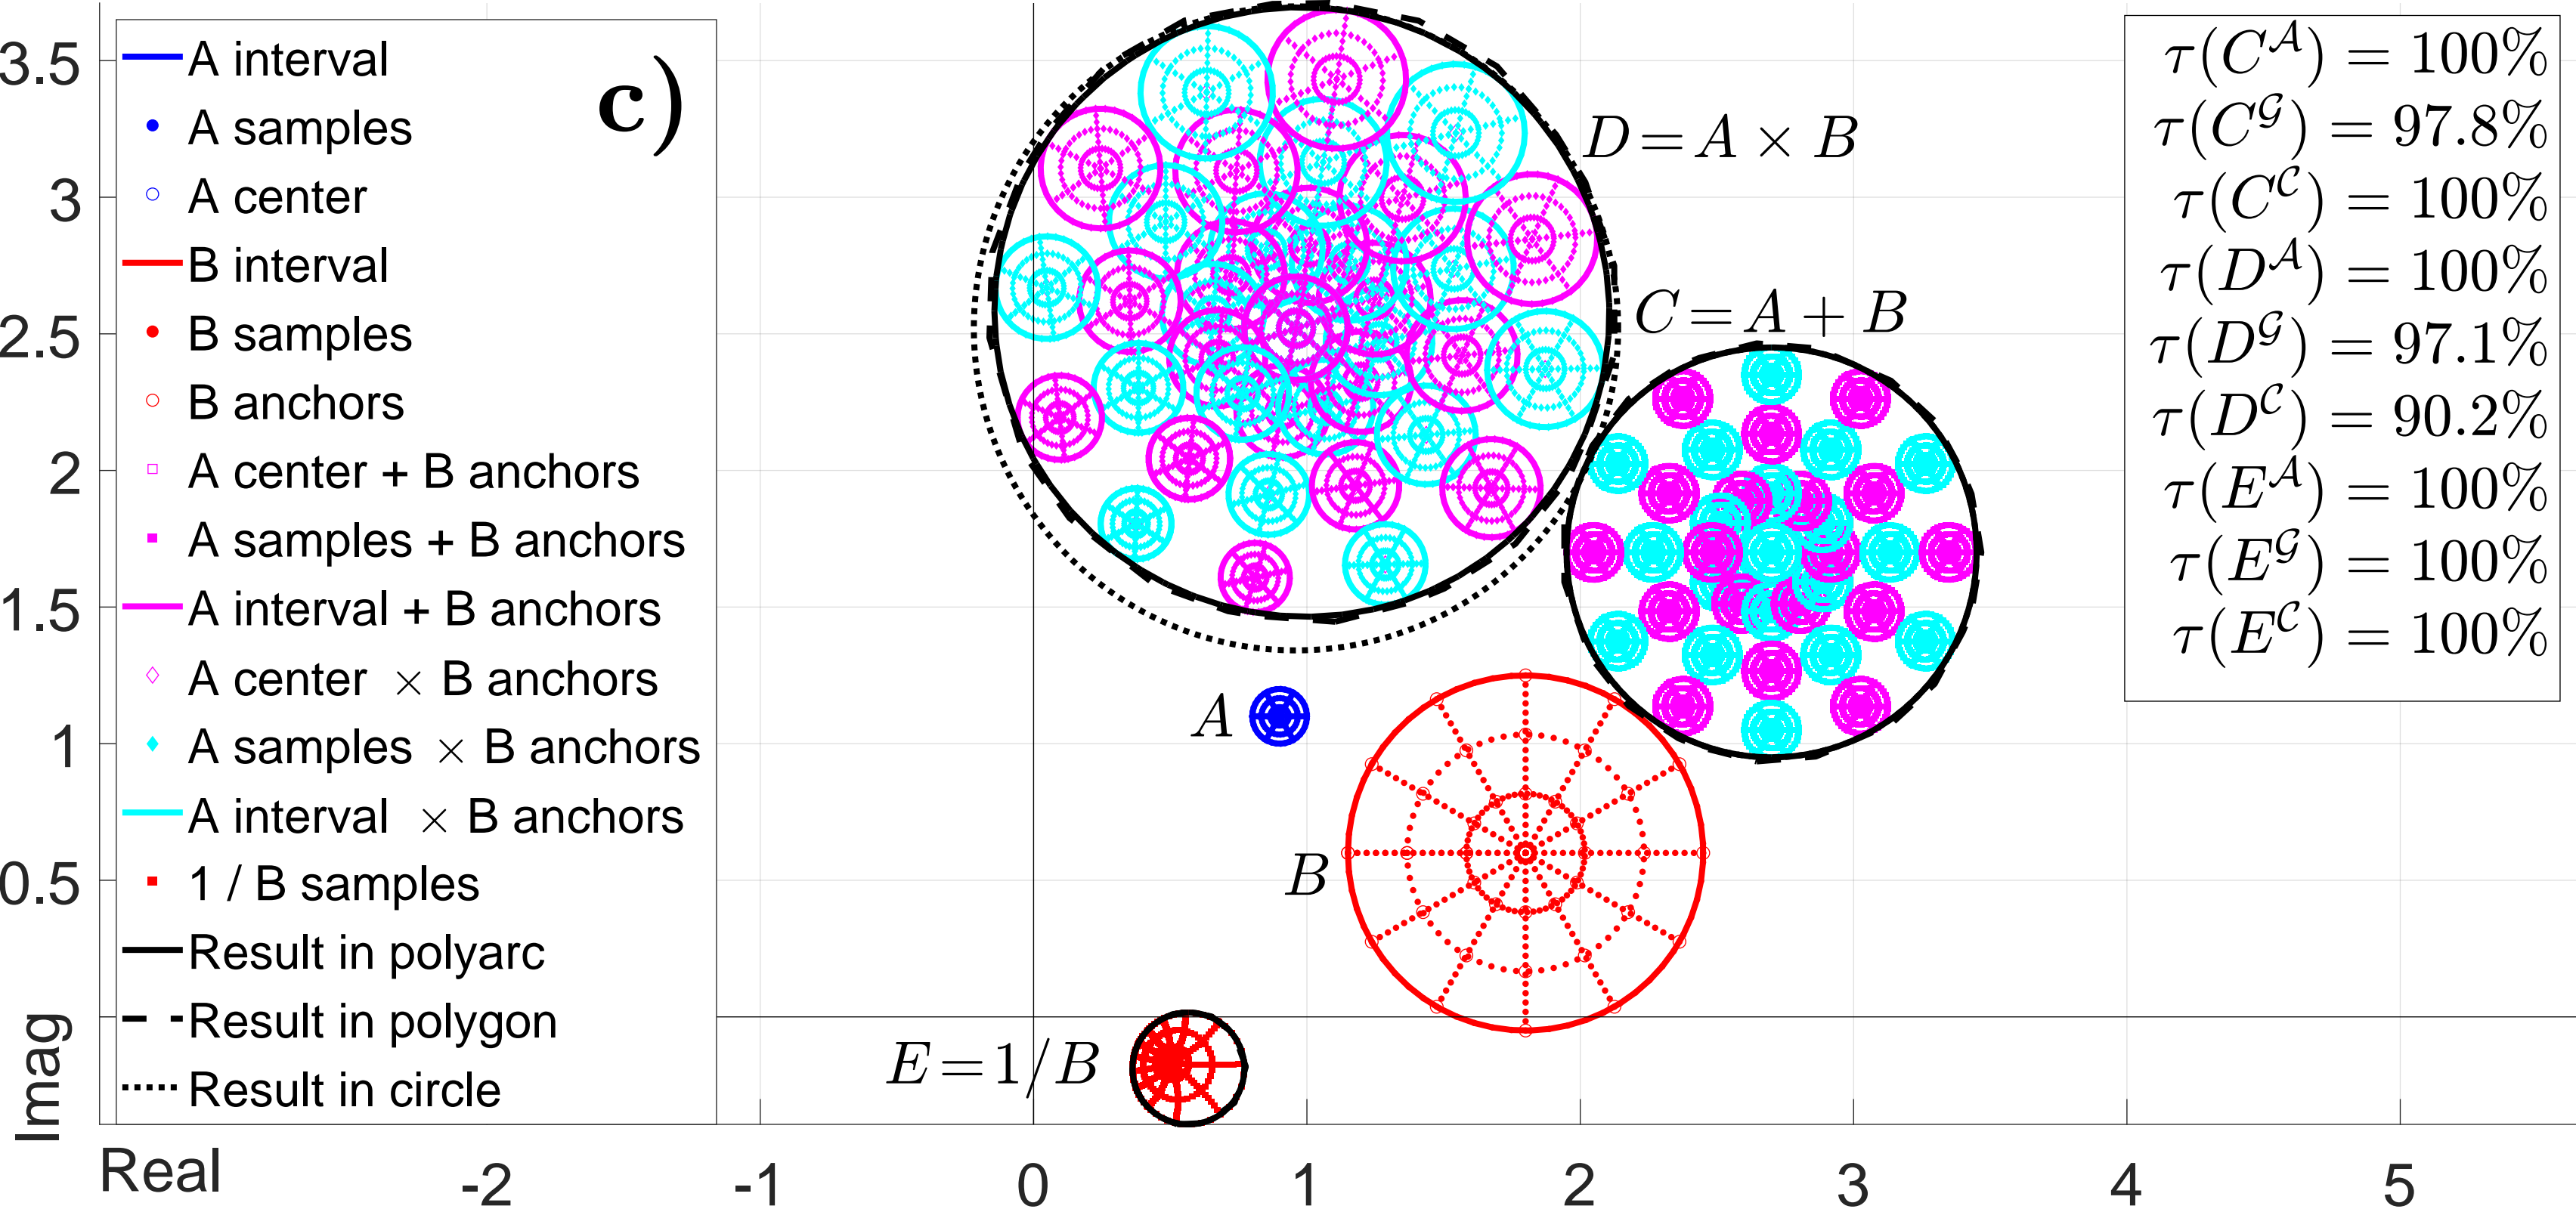 c)
A interval
A samples
A center
B interval
B samples
B anchors
A center + B anchors
A samples + B anchors
A interval + B anchors
A center × B anchors
A samples × B anchors
A interval × B anchors
1 / B samples
Result in polyarc
Result in polygon
Result in circle
D=A × B
C=A + B
A
B
E=1/B
τ(C^𝒜) = 100%
τ(C^𝒢) = 97.8%
τ(C^𝒞) = 100%
τ(D^𝒜) = 100%
τ(D^𝒢) = 97.1%
τ(D^𝒞) = 90.2%
τ(E^𝒜) = 100%
τ(E^𝒢) = 100%
τ(E^𝒞) = 100%
3.5
3
2.5
2
1.5
1
0.5
Imag
Real
-2
-1
0
1
2
3
4
5